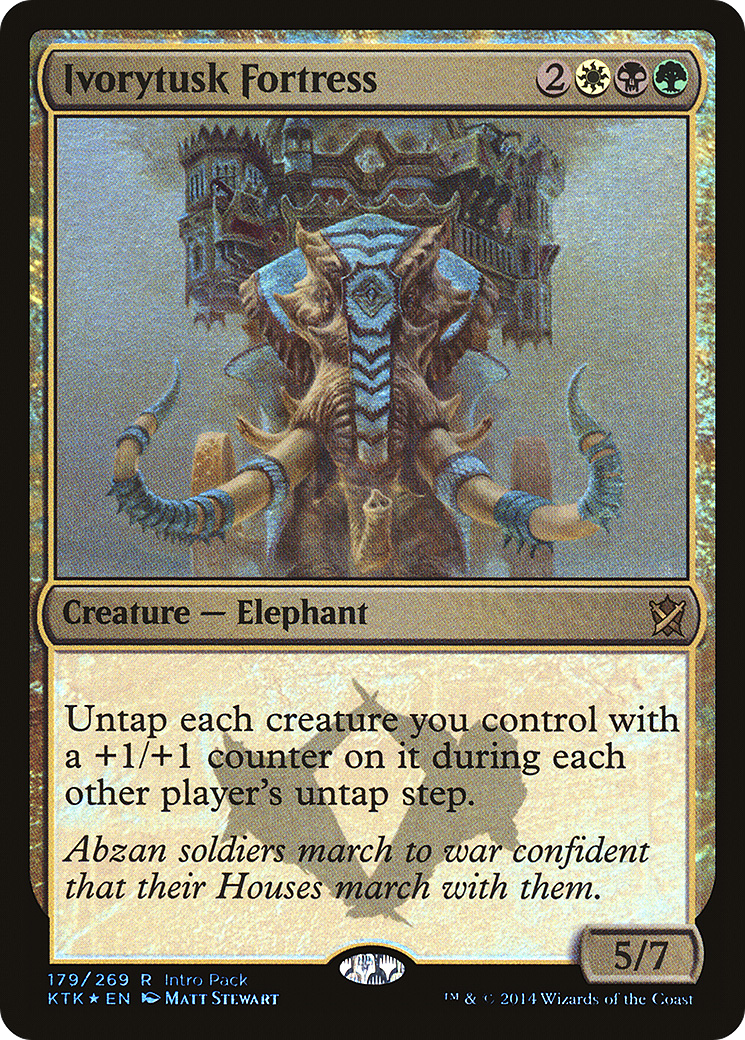 Ivorytusk Fortress 2
Creature — Elephant
Untap each creature you control with
a +1/+1 counter on it during each
other player's untap step.
Abzan soldiers march to war confident
that their Houses march with them.
5/7
179/269 R Intro Pack
KTK★EN Matt Stewart
™ & © 2014 Wizards of the Coast